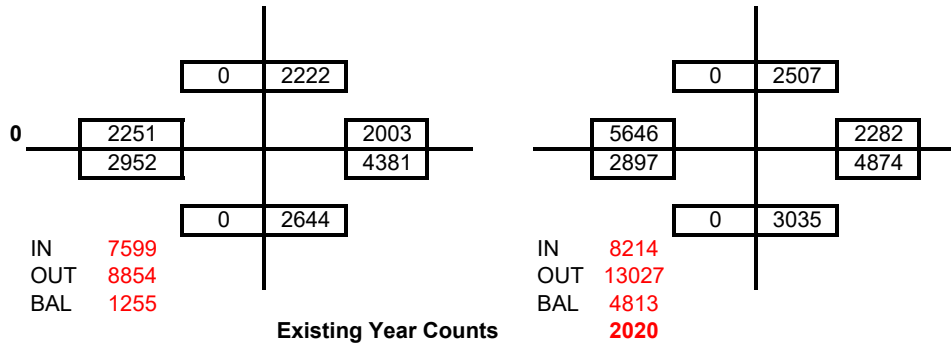 0 2222 0 2507
0 2251 2003 5646 2282
2952 4381 2897 4874
0 2644 0 3035
IN 7599 IN 8214
OUT 8854 OUT 13027
BAL 1255 BAL 4813
Existing Year Counts 2020